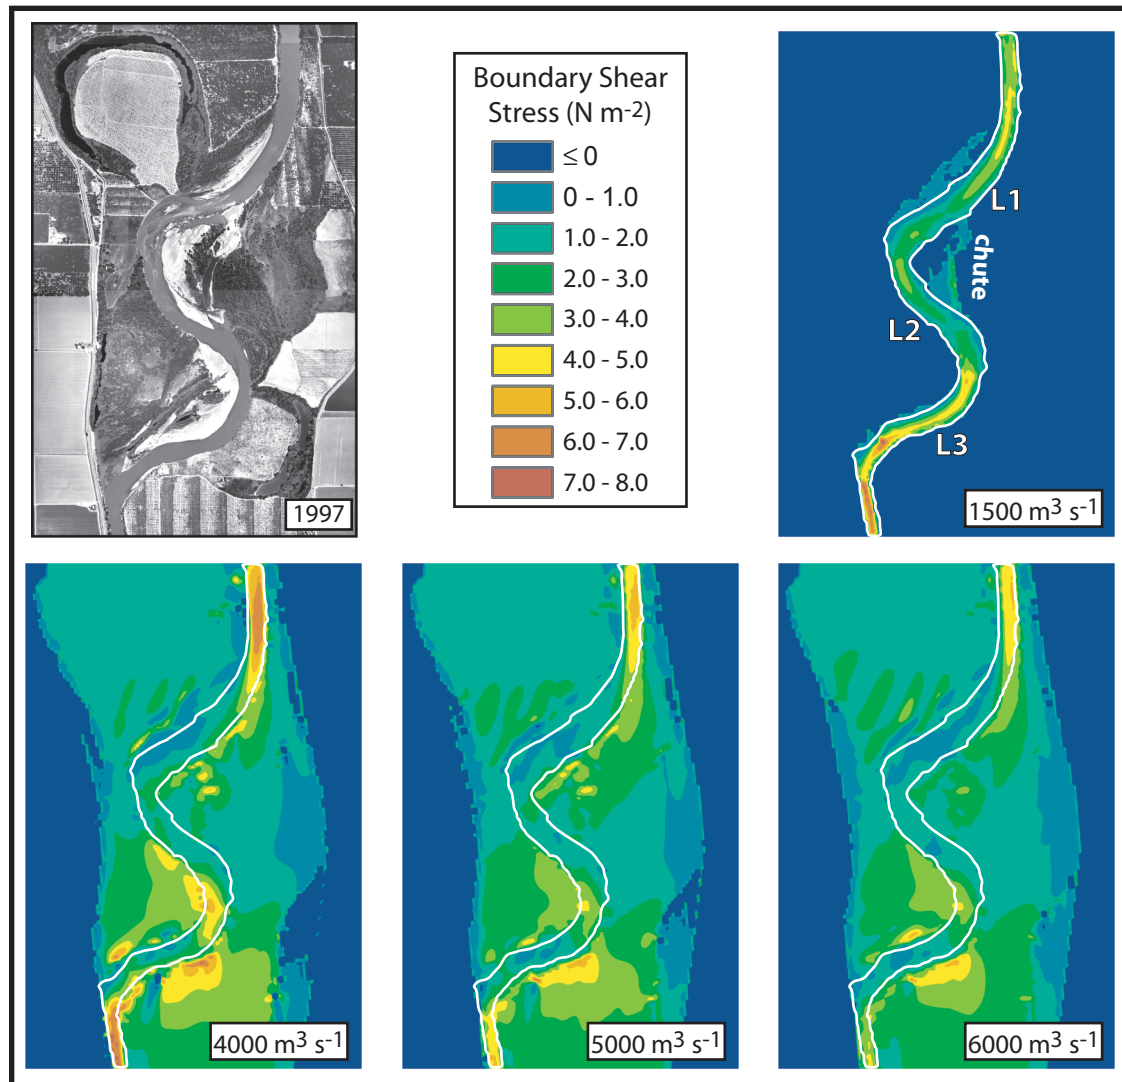 1997
Boundary Shear
Stress (N m-2)
≤ 0
0 - 1.0
1.0 - 2.0
2.0 - 3.0
3.0 - 4.0
4.0 - 5.0
5.0 - 6.0
6.0 - 7.0
7.0 - 8.0
L1
chute
L2
L3
1500 m3 s-1
4000 m3 s-1
5000 m3 s-1
6000 m3 s-1